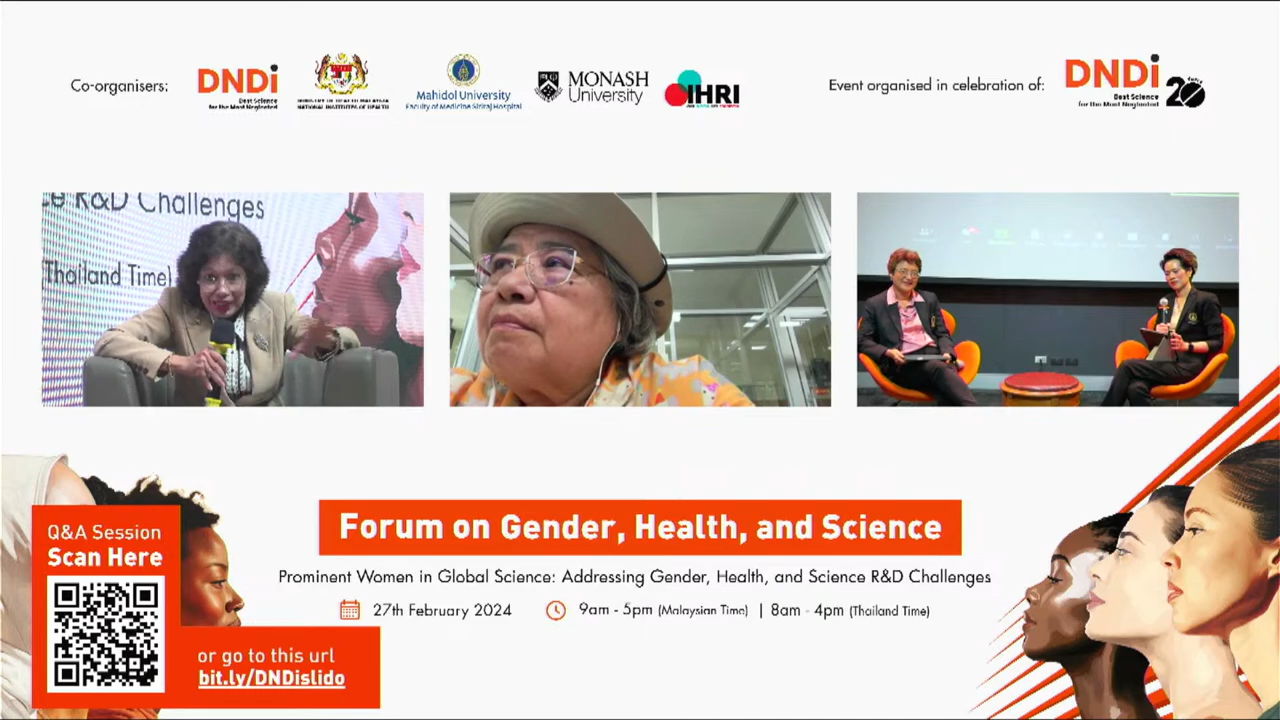 Co-organisers:
DNDi
Best Science
for the Most Neglected
MINISTRY OF HEALTH MALAYSIA
NATIONAL INSTITUTES OF HEALTH
Mahidol University
Faculty of Medicine Siriraj Hospital
MONASH
University
IHRI
Event organised in celebration of:
DNDi
Best Science
for the Most Neglected
20
R&D Challenges
Thailand Time)
Forum on Gender, Health, and Science
Prominent Women in Global Science: Addressing Gender, Health, and Science R&D Challenges
27th February 2024 9am - 5pm (Malaysian Time) | 8am - 4pm (Thailand Time)
Q&A Session
Scan Here
or go to this url
bit.ly/DNDislido